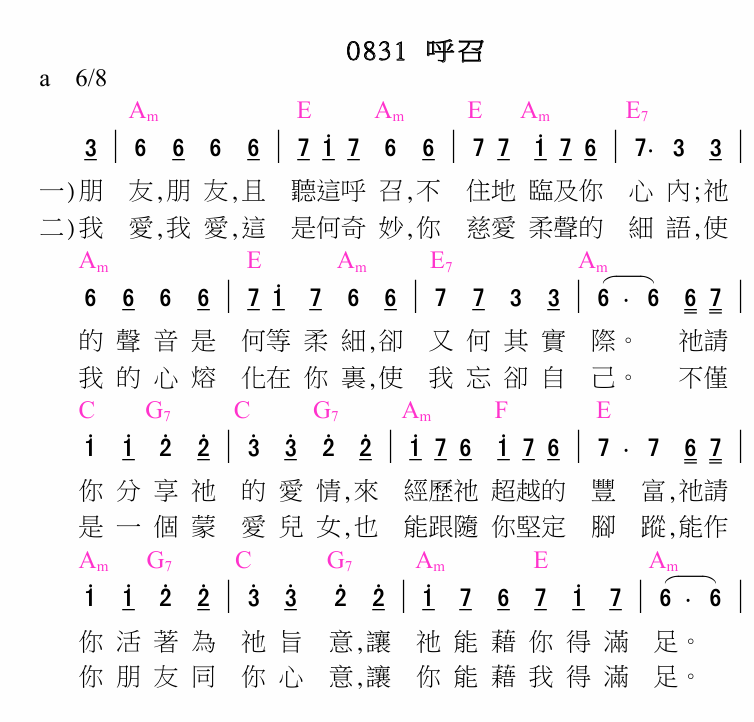 0831 呼召
a 6/8
Am E Am E Am E7
3 | 6 6 6 6 | 7 i 7 6 6 | 7 7 i 7 6 | 7. 3 3 |
一)朋 友,朋 友,且 聽這呼 召,不 住地 臨及你 心 內;祂
二)我 愛,我 愛,這 是何奇 妙,你 慈愛 柔聲的 細 語,使
Am E Am E7 Am
6 6 6 6 | 7 i 7 6 6 | 7 7 3 3 | 6 . 6 6 7 |
的 聲 音 是 何等 柔 細,卻 又 何 其 實 際。 祂請
我 的 心 熔 化在 你 裏,使 我 忘 卻 自 己。 不僅
C G7 C G7 Am F E
i i 2 2 | 3 3 2 2 | i 7 6 i 7 6 | 7 . 7 6 7 |
你 分 享 祂 的 愛 情,來 經歷祂 超越的 豐 富,祂請
是 一 個 蒙 愛 兒 女,也 能跟隨 你堅定 腳 蹤,能作
Am G7 C G7 Am E Am
i i 2 2 | 3 3 2 2 | i 7 6 7 i 7 | 6 . 6 |
你 活 著 為 祂 旨 意,讓 祂 能 藉 你 得 滿 足。
你 朋 友 同 你 心 意,讓 你 能 藉 我 得 滿 足。